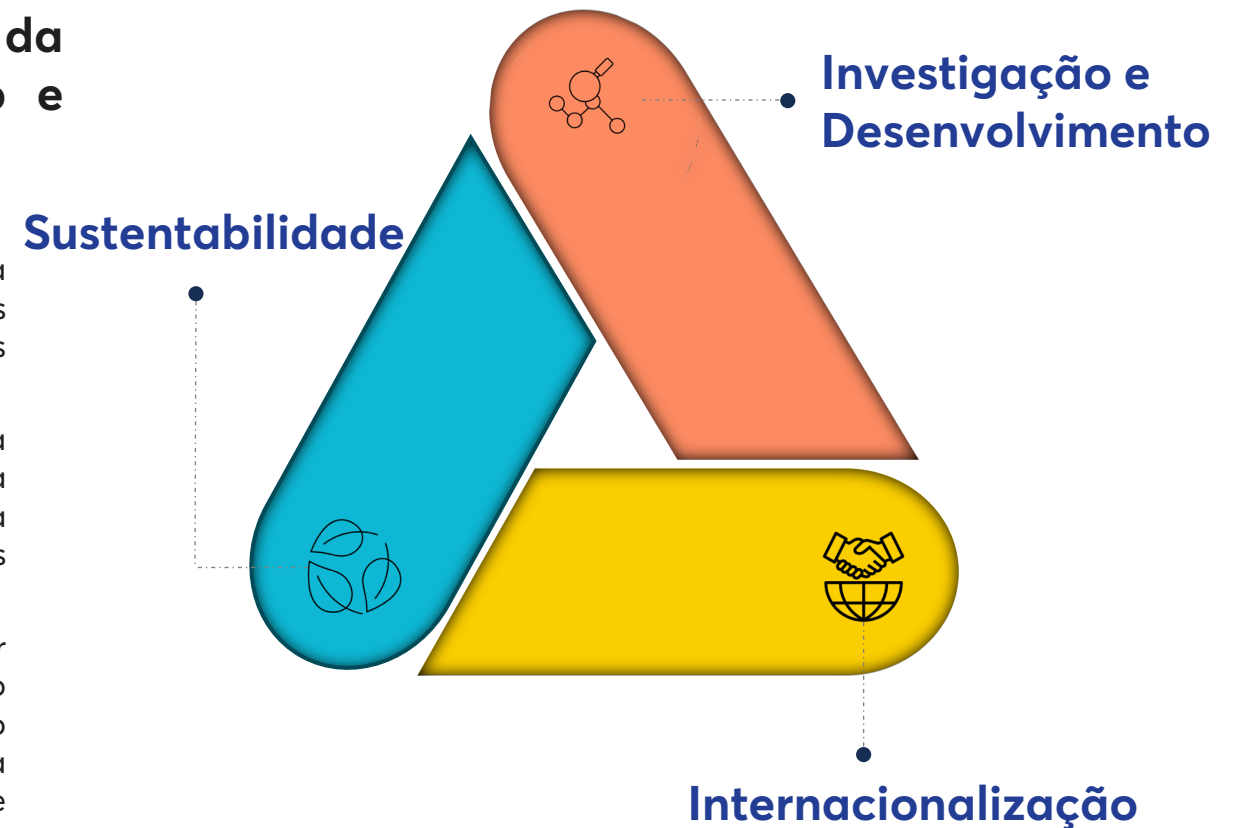 da
e
Investigação e
Desenvolvimento
Sustentabilidade
Internacionalização